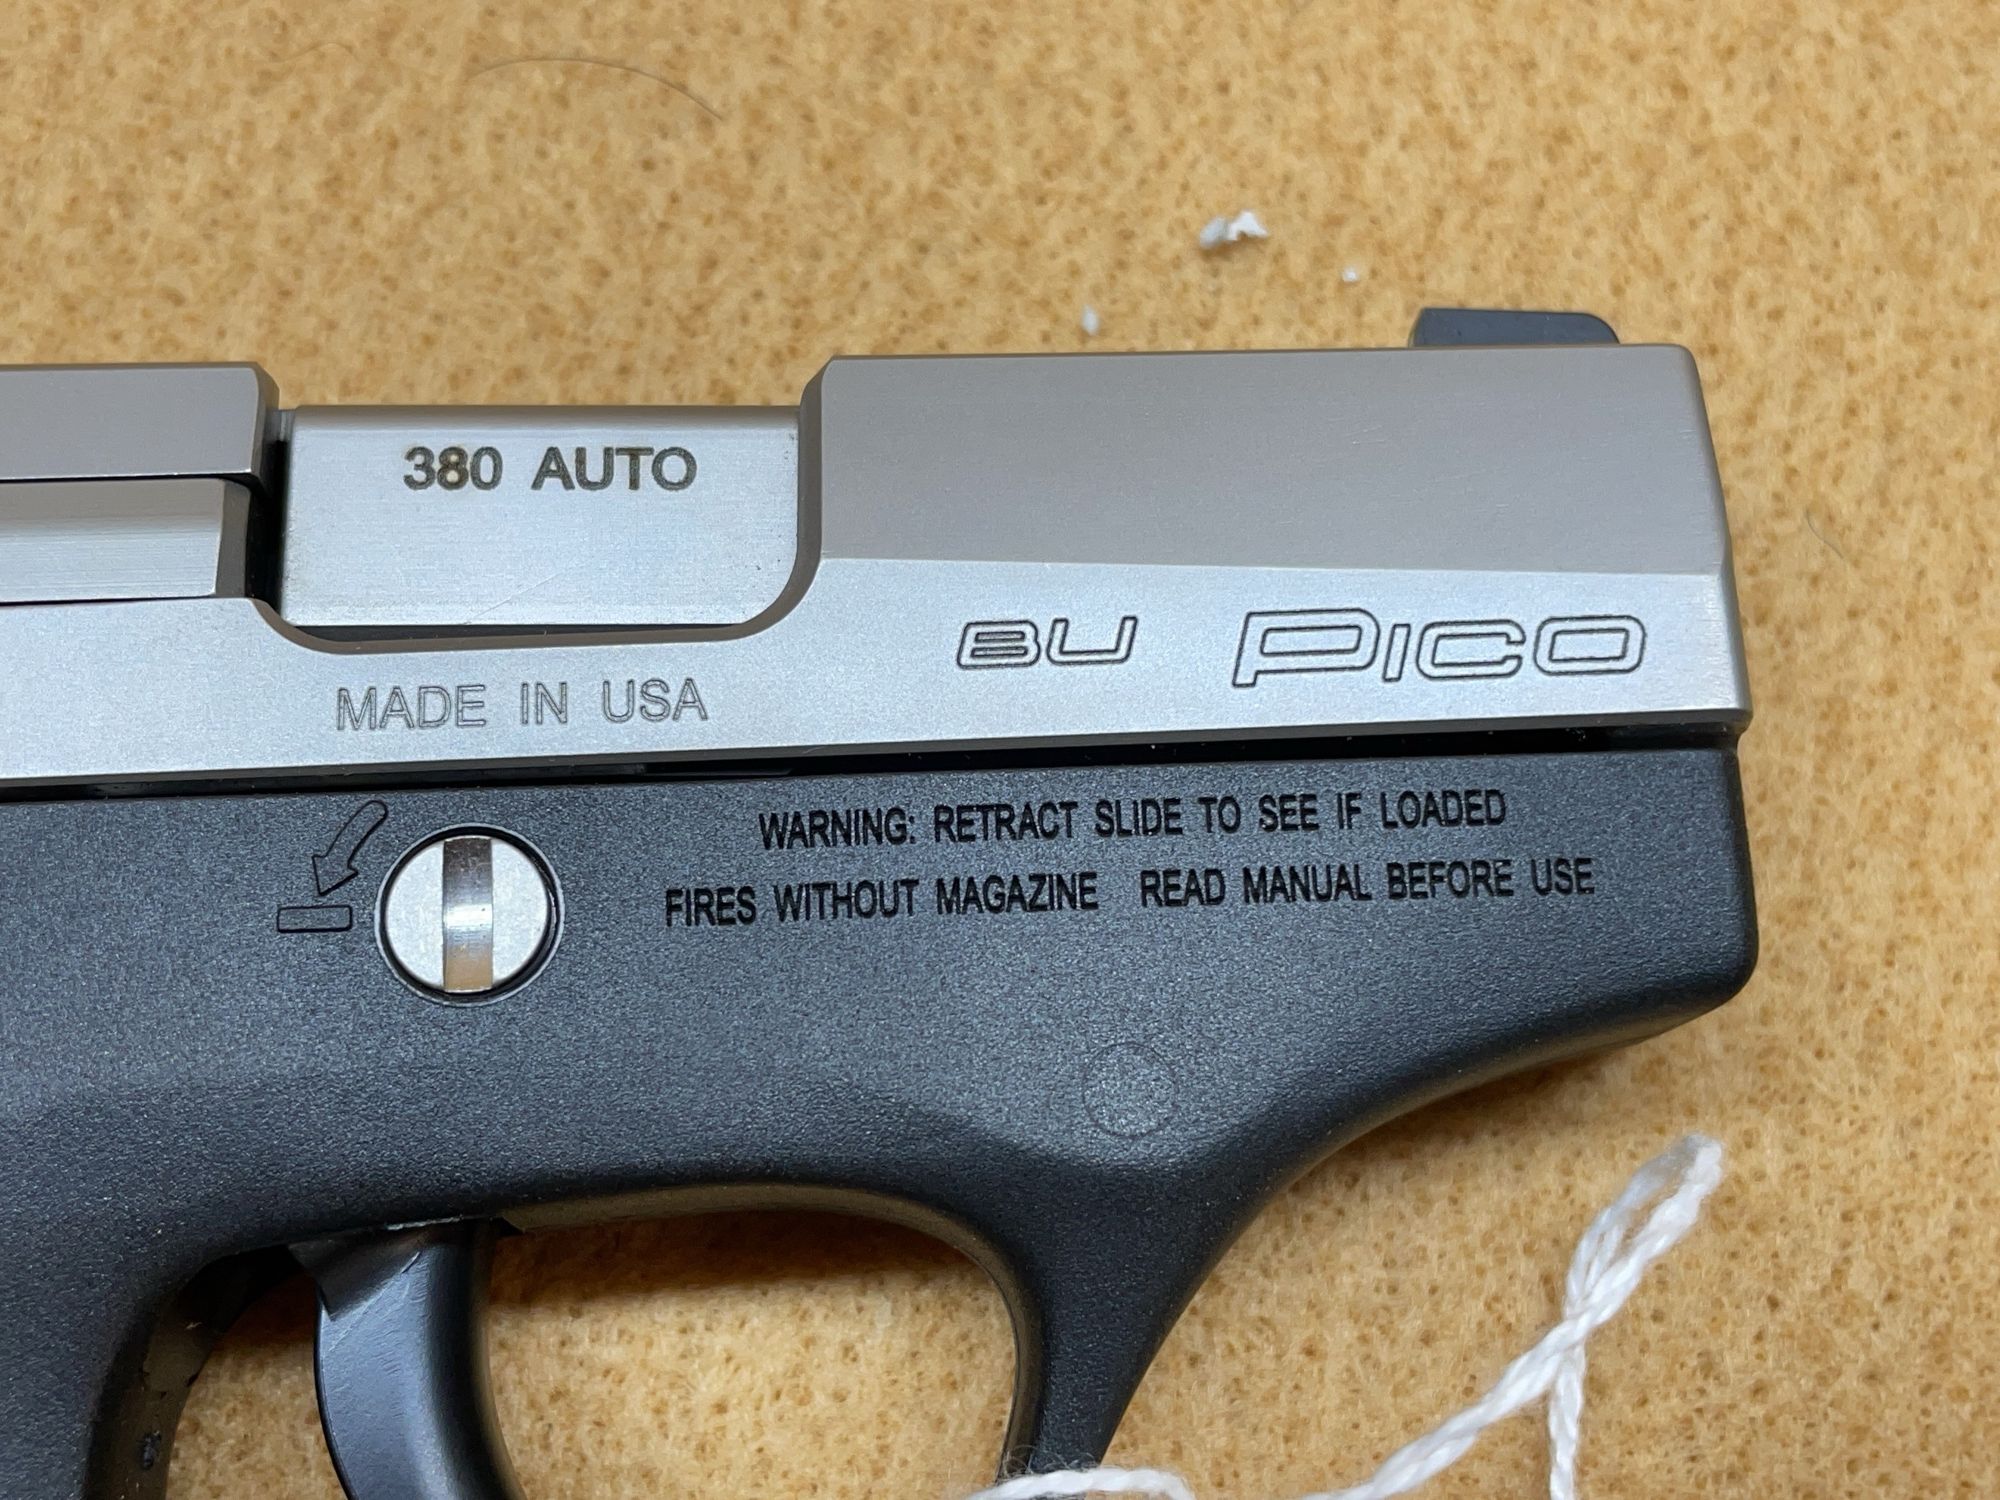 380 AUTO
BU PICO
MADE IN USA
WARNING: RETRACT SLIDE TO SEE IF LOADED
FIRES WITHOUT MAGAZINE READ MANUAL BEFORE USE